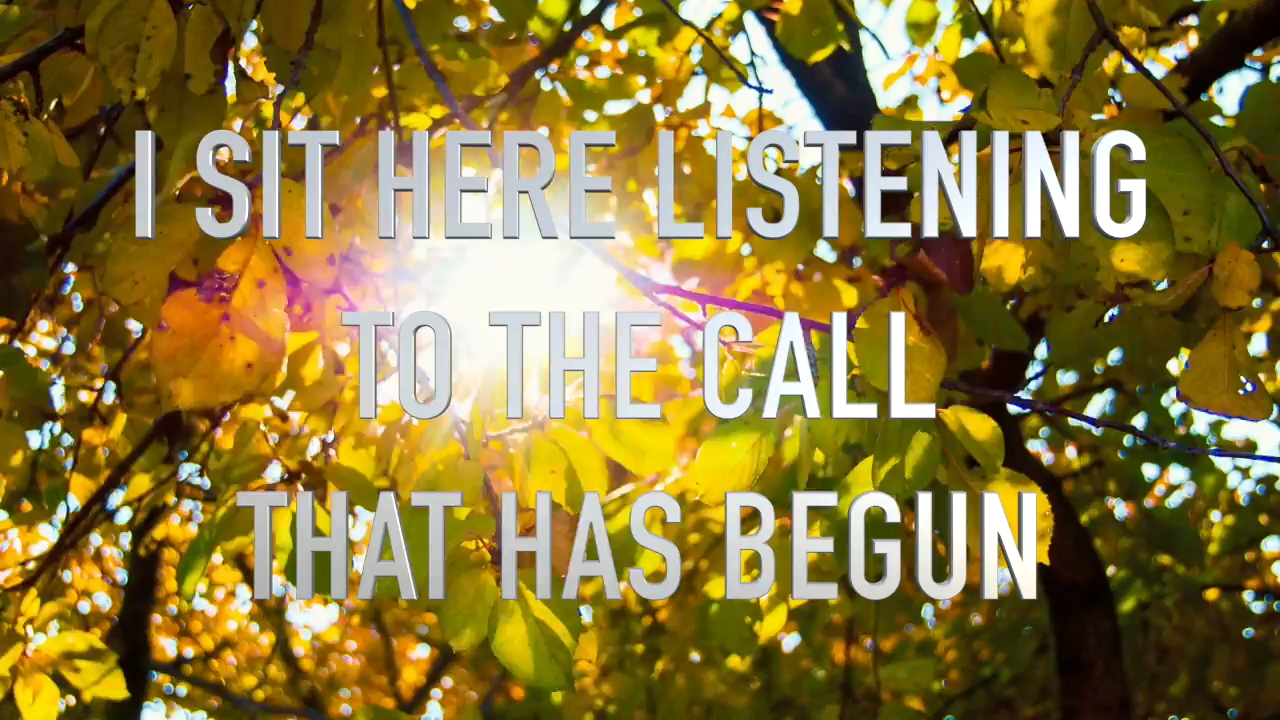 I SIT HERE LISTENING
TO THE CALL
THAT HAS BEGUN